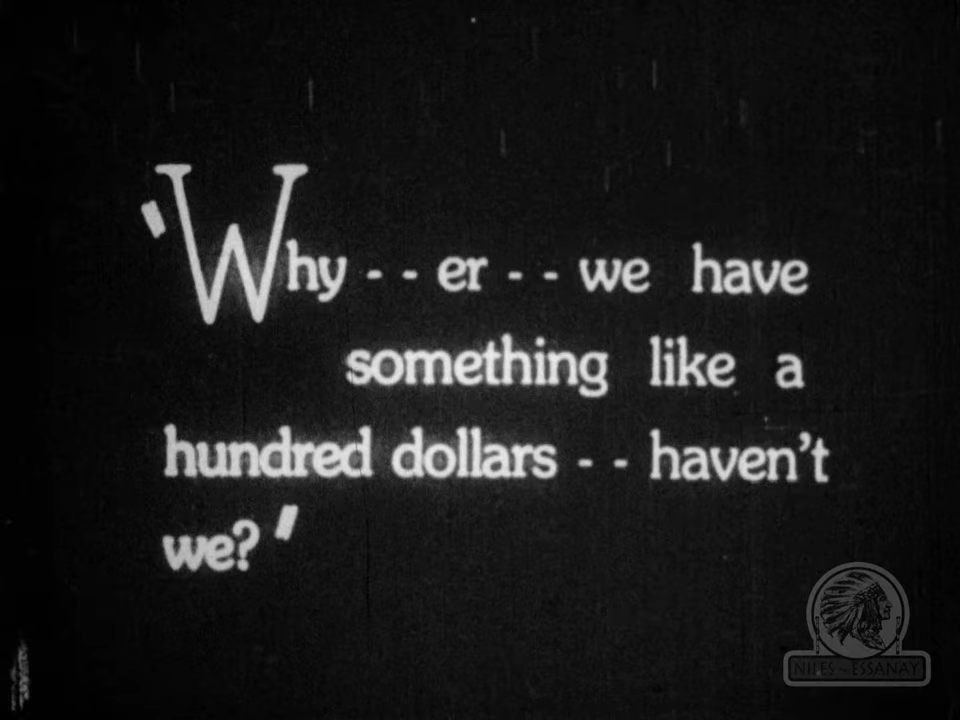 "Why - - er - - we have
something like a
hundred dollars - - haven't
we?"
NILES ESSANAY